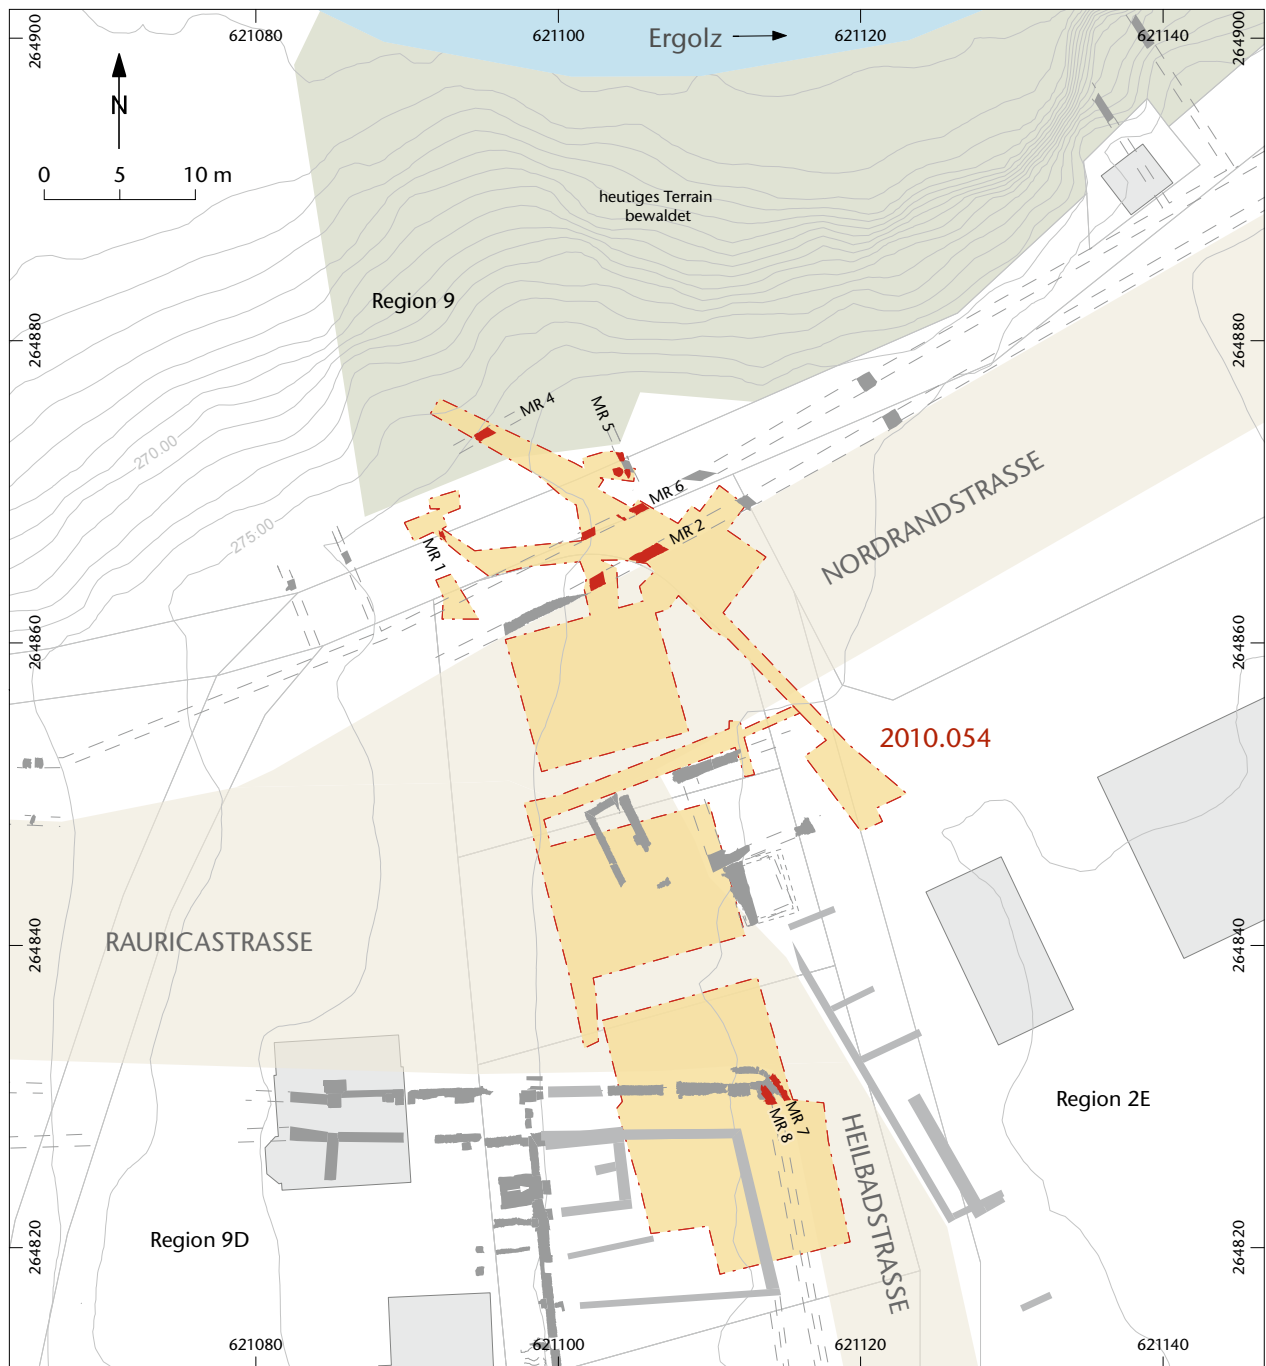 621080
621100
Ergolz
621120
621140
264900
264900
N
0 5 10 m
heutiges Terrain
bewaldet
Region 9
264880
264880
MR 4
MR 5
270.00
MR 6
275.00
MR 2
MR 1
NORDRANDSTRASSE
264860
264860
2010.054
RAURICASTRASSE
264840
264840
MR 7
MR 8
HEILBADSTRASSE
Region 2E
Region 9D
264820
264820
621080
621100
621120
621140